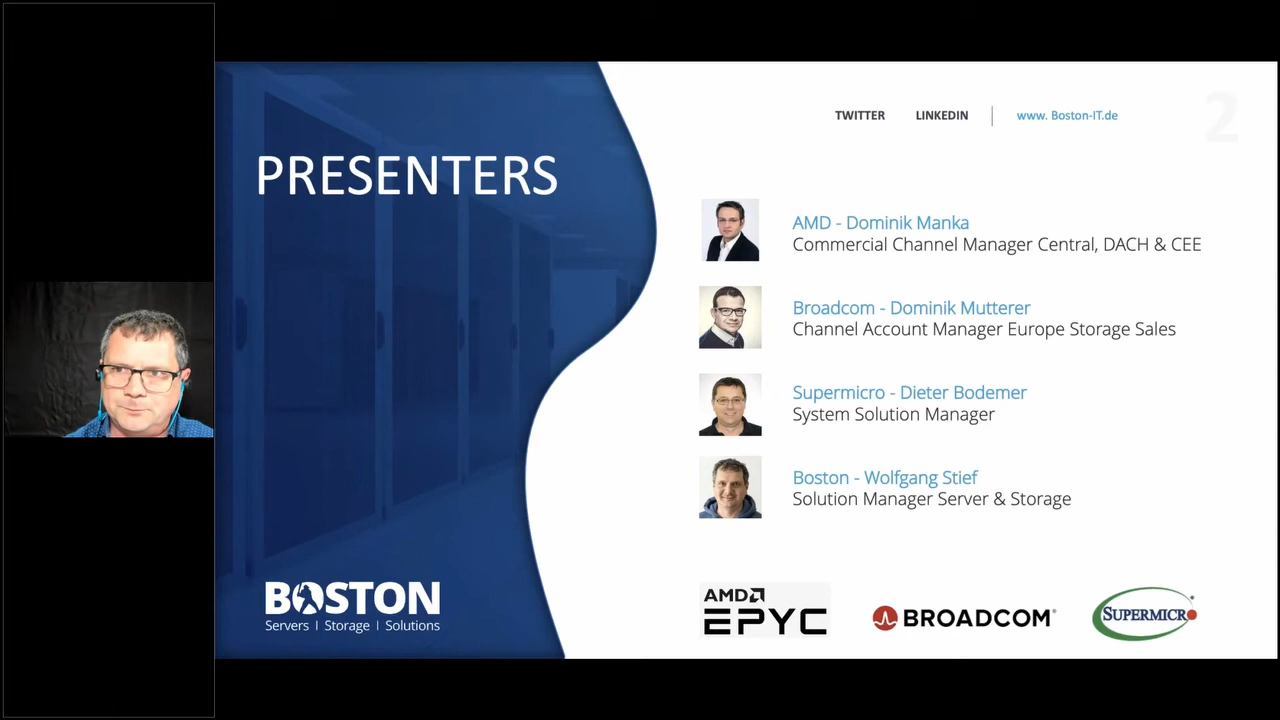 TWITTER LINKEDIN www. Boston-IT.de 2
PRESENTERS
AMD - Dominik Manka
Commercial Channel Manager Central, DACH & CEE
Broadcom - Dominik Mutterer
Channel Account Manager Europe Storage Sales
Supermicro - Dieter Bodemer
System Solution Manager
Boston - Wolfgang Stief
Solution Manager Server & Storage
BOSTON
Servers | Storage | Solutions
AMD
EPYC
BROADCOM®
SUPERMICRO®